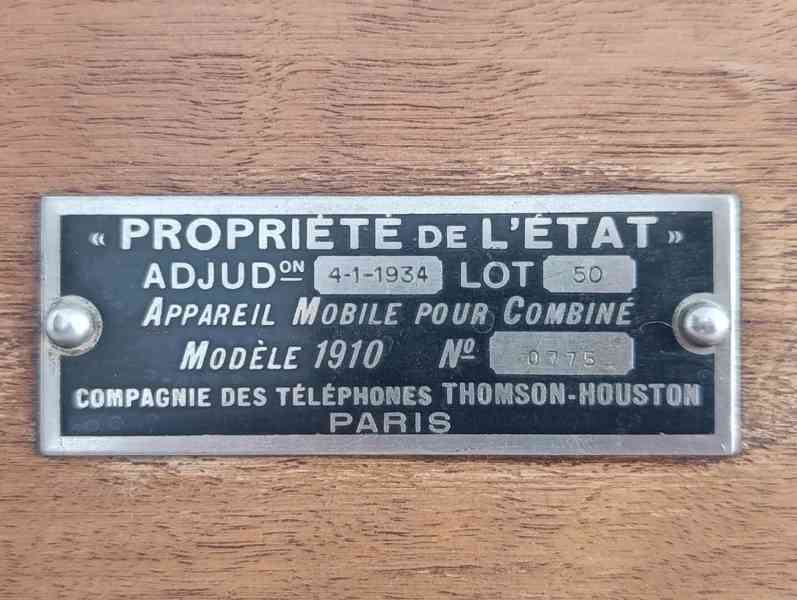 « PROPRIÉTÉ DE L'ÉTAT »
ADJUDON 4-1-1934 LOT 50
APPAREIL MOBILE POUR COMBINÉ
MODÈLE 1910 Nº 0775
COMPAGNIE DES TÉLÉPHONES THOMSON-HOUSTON
PARIS